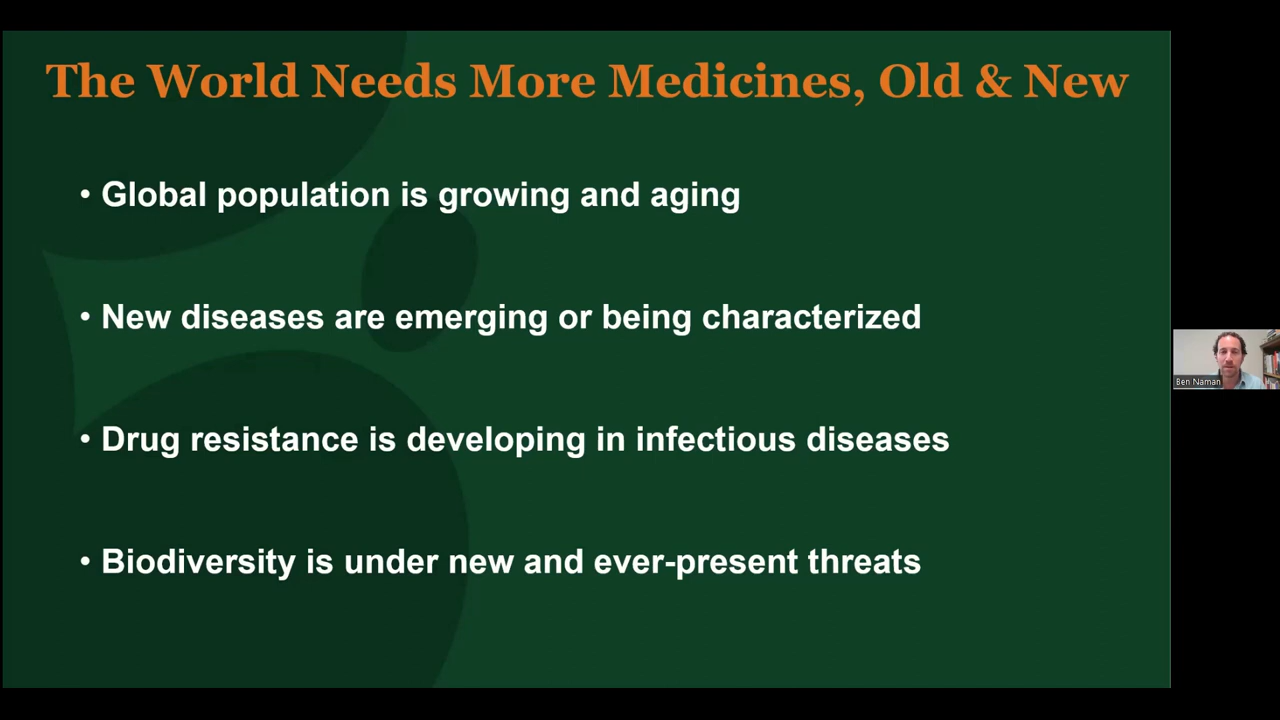 The World Needs More Medicines, Old & New
• Global population is growing and aging
• New diseases are emerging or being characterized
• Drug resistance is developing in infectious diseases
• Biodiversity is under new and ever-present threats
Ben Naman